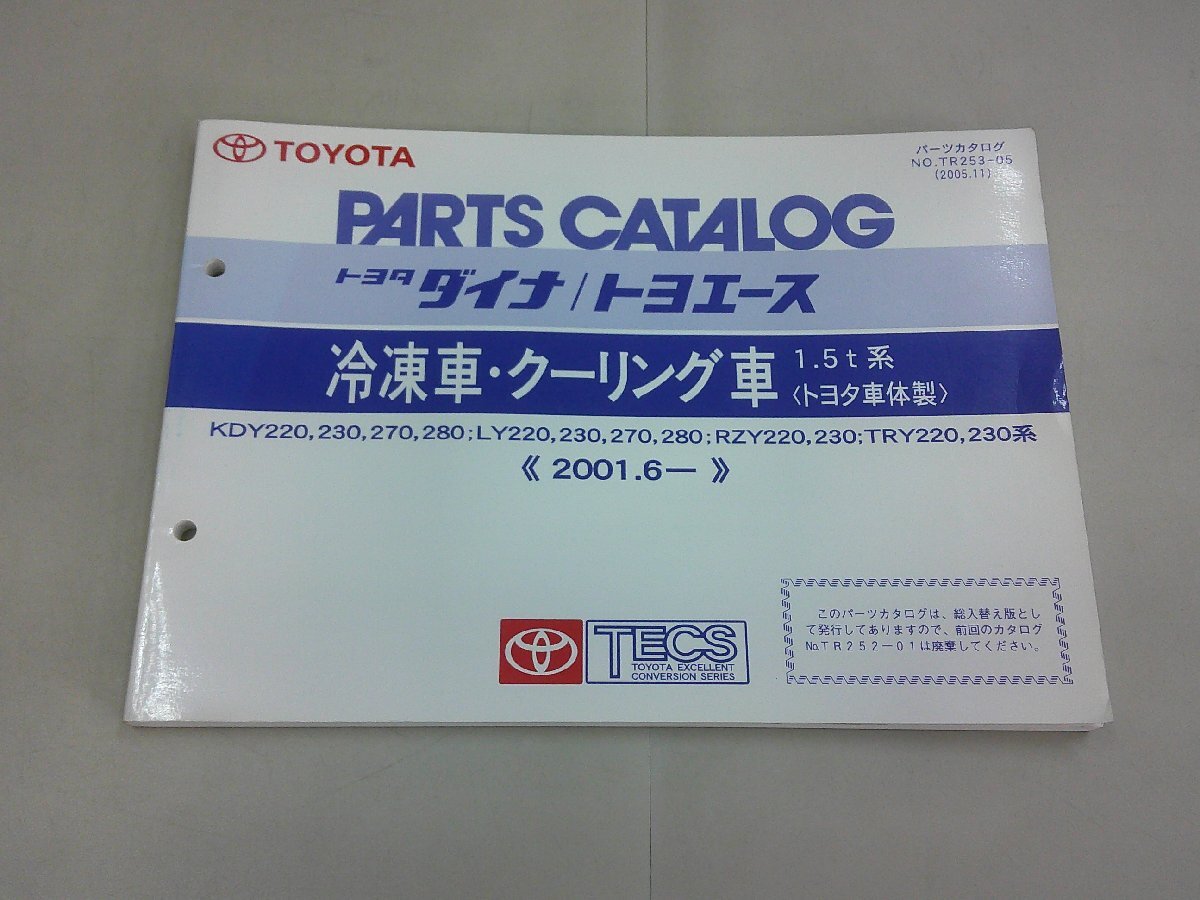 TOYOTA
パーツカタログ
NO.TR253-05
(2005.11)
PARTS CATALOG
トヨタ ダイナ/トヨエース
冷凍車・クーリング車 1.5t系
〈トヨタ車体製〉
KDY220,230,270,280;LY220,230,270,280;RZY220,230;TRY220,230系
《 2001.6— 》
このパーツカタログは、総入替え版とし
て発行してありますので、前回のカタログ
No.TR252-01は廃棄してください。
TECS
TOYOTA EXCELLENT
CONVERSION SERIES